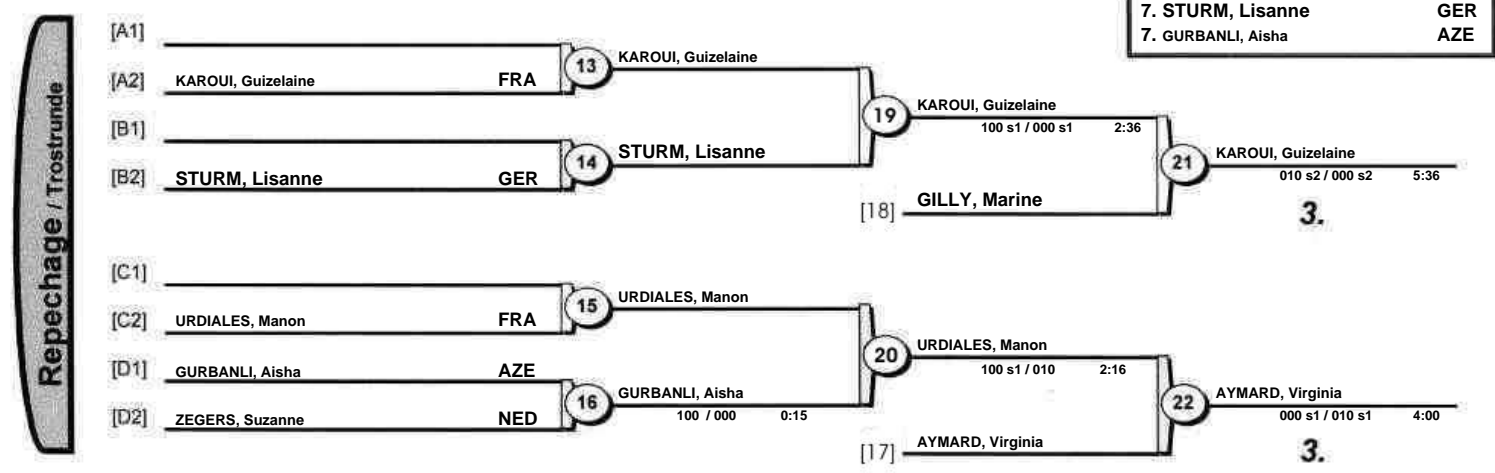 7. STURM, Lisanne GER
7. GURBANLI, Aisha AZE
Repechage / Trostrunde
[A1]
[A2] KAROUI, Guizelaine FRA
13 KAROUI, Guizelaine
[B1]
[B2] STURM, Lisanne GER
14 STURM, Lisanne
19 KAROUI, Guizelaine
100 s1 / 000 s1 2:36
[18] GILLY, Marine
21 KAROUI, Guizelaine
010 s2 / 000 s2 5:36
3.
[C1]
[C2] URDIALES, Manon FRA
15 URDIALES, Manon
[D1] GURBANLI, Aisha AZE
[D2] ZEGERS, Suzanne NED
16 GURBANLI, Aisha
100 / 000 0:15
20 URDIALES, Manon
100 s1 / 010 2:16
[17] AYMARD, Virginia
22 AYMARD, Virginia
000 s1 / 010 s1 4:00
3.